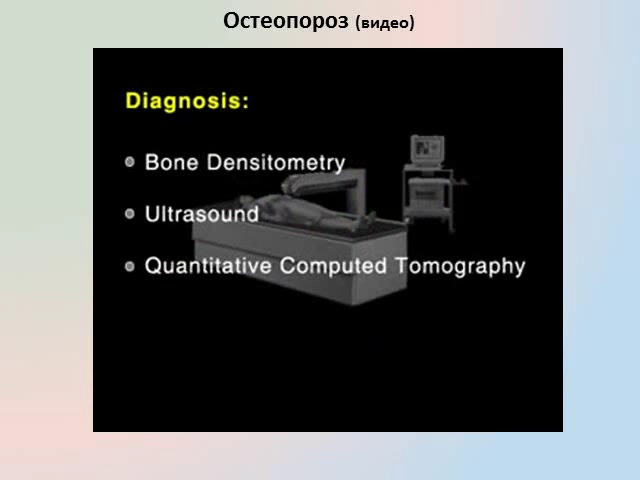 Остеопороз (видео)
Diagnosis:
Bone Densitometry
Ultrasound
Quantitative Computed Tomography